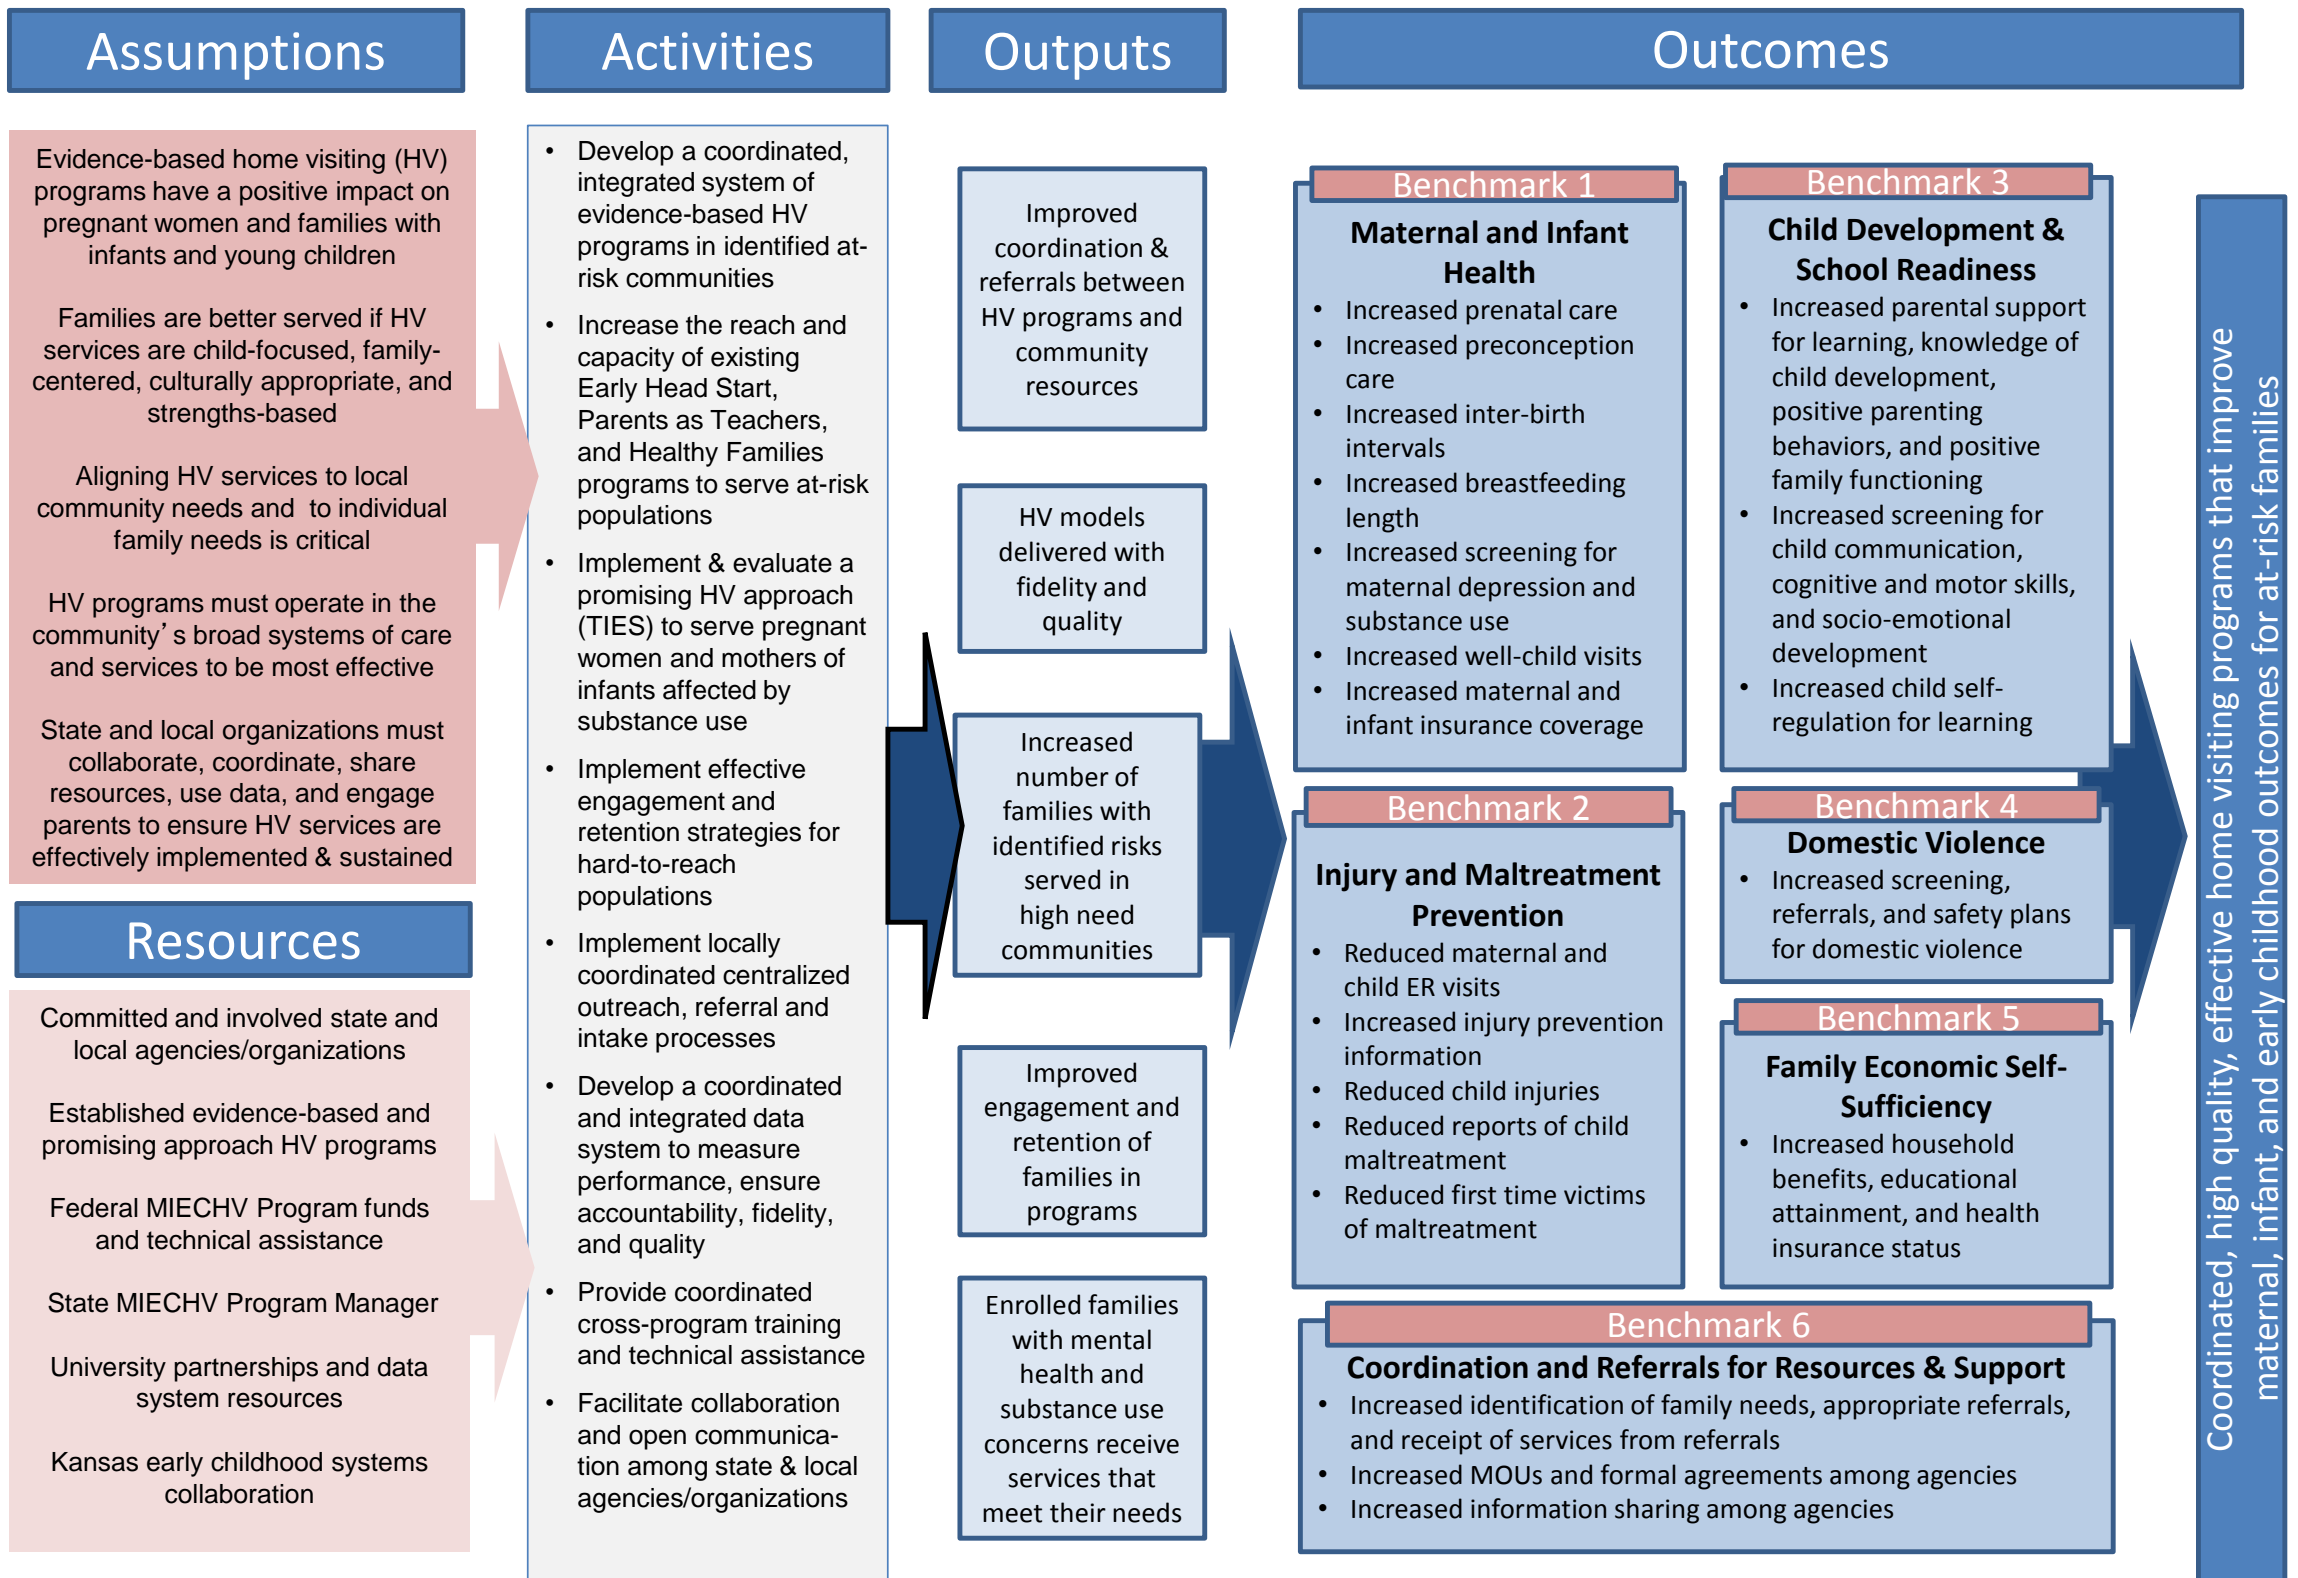 Assumptions
Evidence-based home visiting (HV)
programs have a positive impact on
pregnant women and families with
infants and young children
Families are better served if HV
services are child-focused, family-
centered, culturally appropriate, and
strengths-based
Aligning HV services to local
community needs and  to individual
family needs is critical
HV programs must operate in the
community’s broad systems of care
and services to be most effective
State and local organizations must
collaborate, coordinate, share
resources, use data, and engage
parents to ensure HV services are
effectively implemented & sustained
Resources
Committed and involved state and
local agencies/organizations
Established evidence-based and
promising approach HV programs
Federal MIECHV Program funds
and technical assistance
State MIECHV Program Manager
University partnerships and data
system resources
Kansas early childhood systems
collaboration
Activities
• Develop a coordinated,
integrated system of
evidence-based HV
programs in identified at-
risk communities
• Increase the reach and
capacity of existing
Early Head Start,
Parents as Teachers,
and Healthy Families
programs to serve at-risk
populations
• Implement & evaluate a
promising HV approach
(TIES) to serve pregnant
women and mothers of
infants affected by
substance use
• Implement effective
engagement and
retention strategies for
hard-to-reach
populations
• Implement locally
coordinated centralized
outreach, referral and
intake processes
• Develop a coordinated
and integrated data
system to measure
performance, ensure
accountability, fidelity,
and quality
• Provide coordinated
cross-program training
and technical assistance
• Facilitate collaboration
and open communica-
tion among state & local
agencies/organizations
Outputs
Improved
coordination &
referrals between
HV programs and
community
resources
HV models
delivered with
fidelity and
quality
Increased
number of
families with
identified risks
served in
high need
communities
Improved
engagement and
retention of
families in
programs
Enrolled families
with mental
health and
substance use
concerns receive
services that
meet their needs
Outcomes
Benchmark 1
Maternal and Infant
Health
• Increased prenatal care
• Increased preconception
care
• Increased inter-birth
intervals
• Increased breastfeeding
length
• Increased screening for
maternal depression and
substance use
• Increased well-child visits
• Increased maternal and
infant insurance coverage
Benchmark 2
Injury and Maltreatment
Prevention
• Reduced maternal and
child ER visits
• Increased injury prevention
information
• Reduced child injuries
• Reduced reports of child
maltreatment
• Reduced first time victims
of maltreatment
Benchmark 3
Child Development &
School Readiness
• Increased parental support
for learning, knowledge of
child development,
positive parenting
behaviors, and positive
family functioning
• Increased screening for
child communication,
cognitive and motor skills,
and socio-emotional
development
• Increased child self-
regulation for learning
Benchmark 4
Domestic Violence
• Increased screening,
referrals, and safety plans
for domestic violence
Benchmark 5
Family Economic Self-
Sufficiency
• Increased household
benefits, educational
attainment, and health
insurance status
Benchmark 6
Coordination and Referrals for Resources & Support
• Increased identification of family needs, appropriate referrals,
and receipt of services from referrals
• Increased MOUs and formal agreements among agencies
• Increased information sharing among agencies
Coordinated, high quality, effective home visiting programs that improve
maternal, infant, and early childhood outcomes for at-risk families